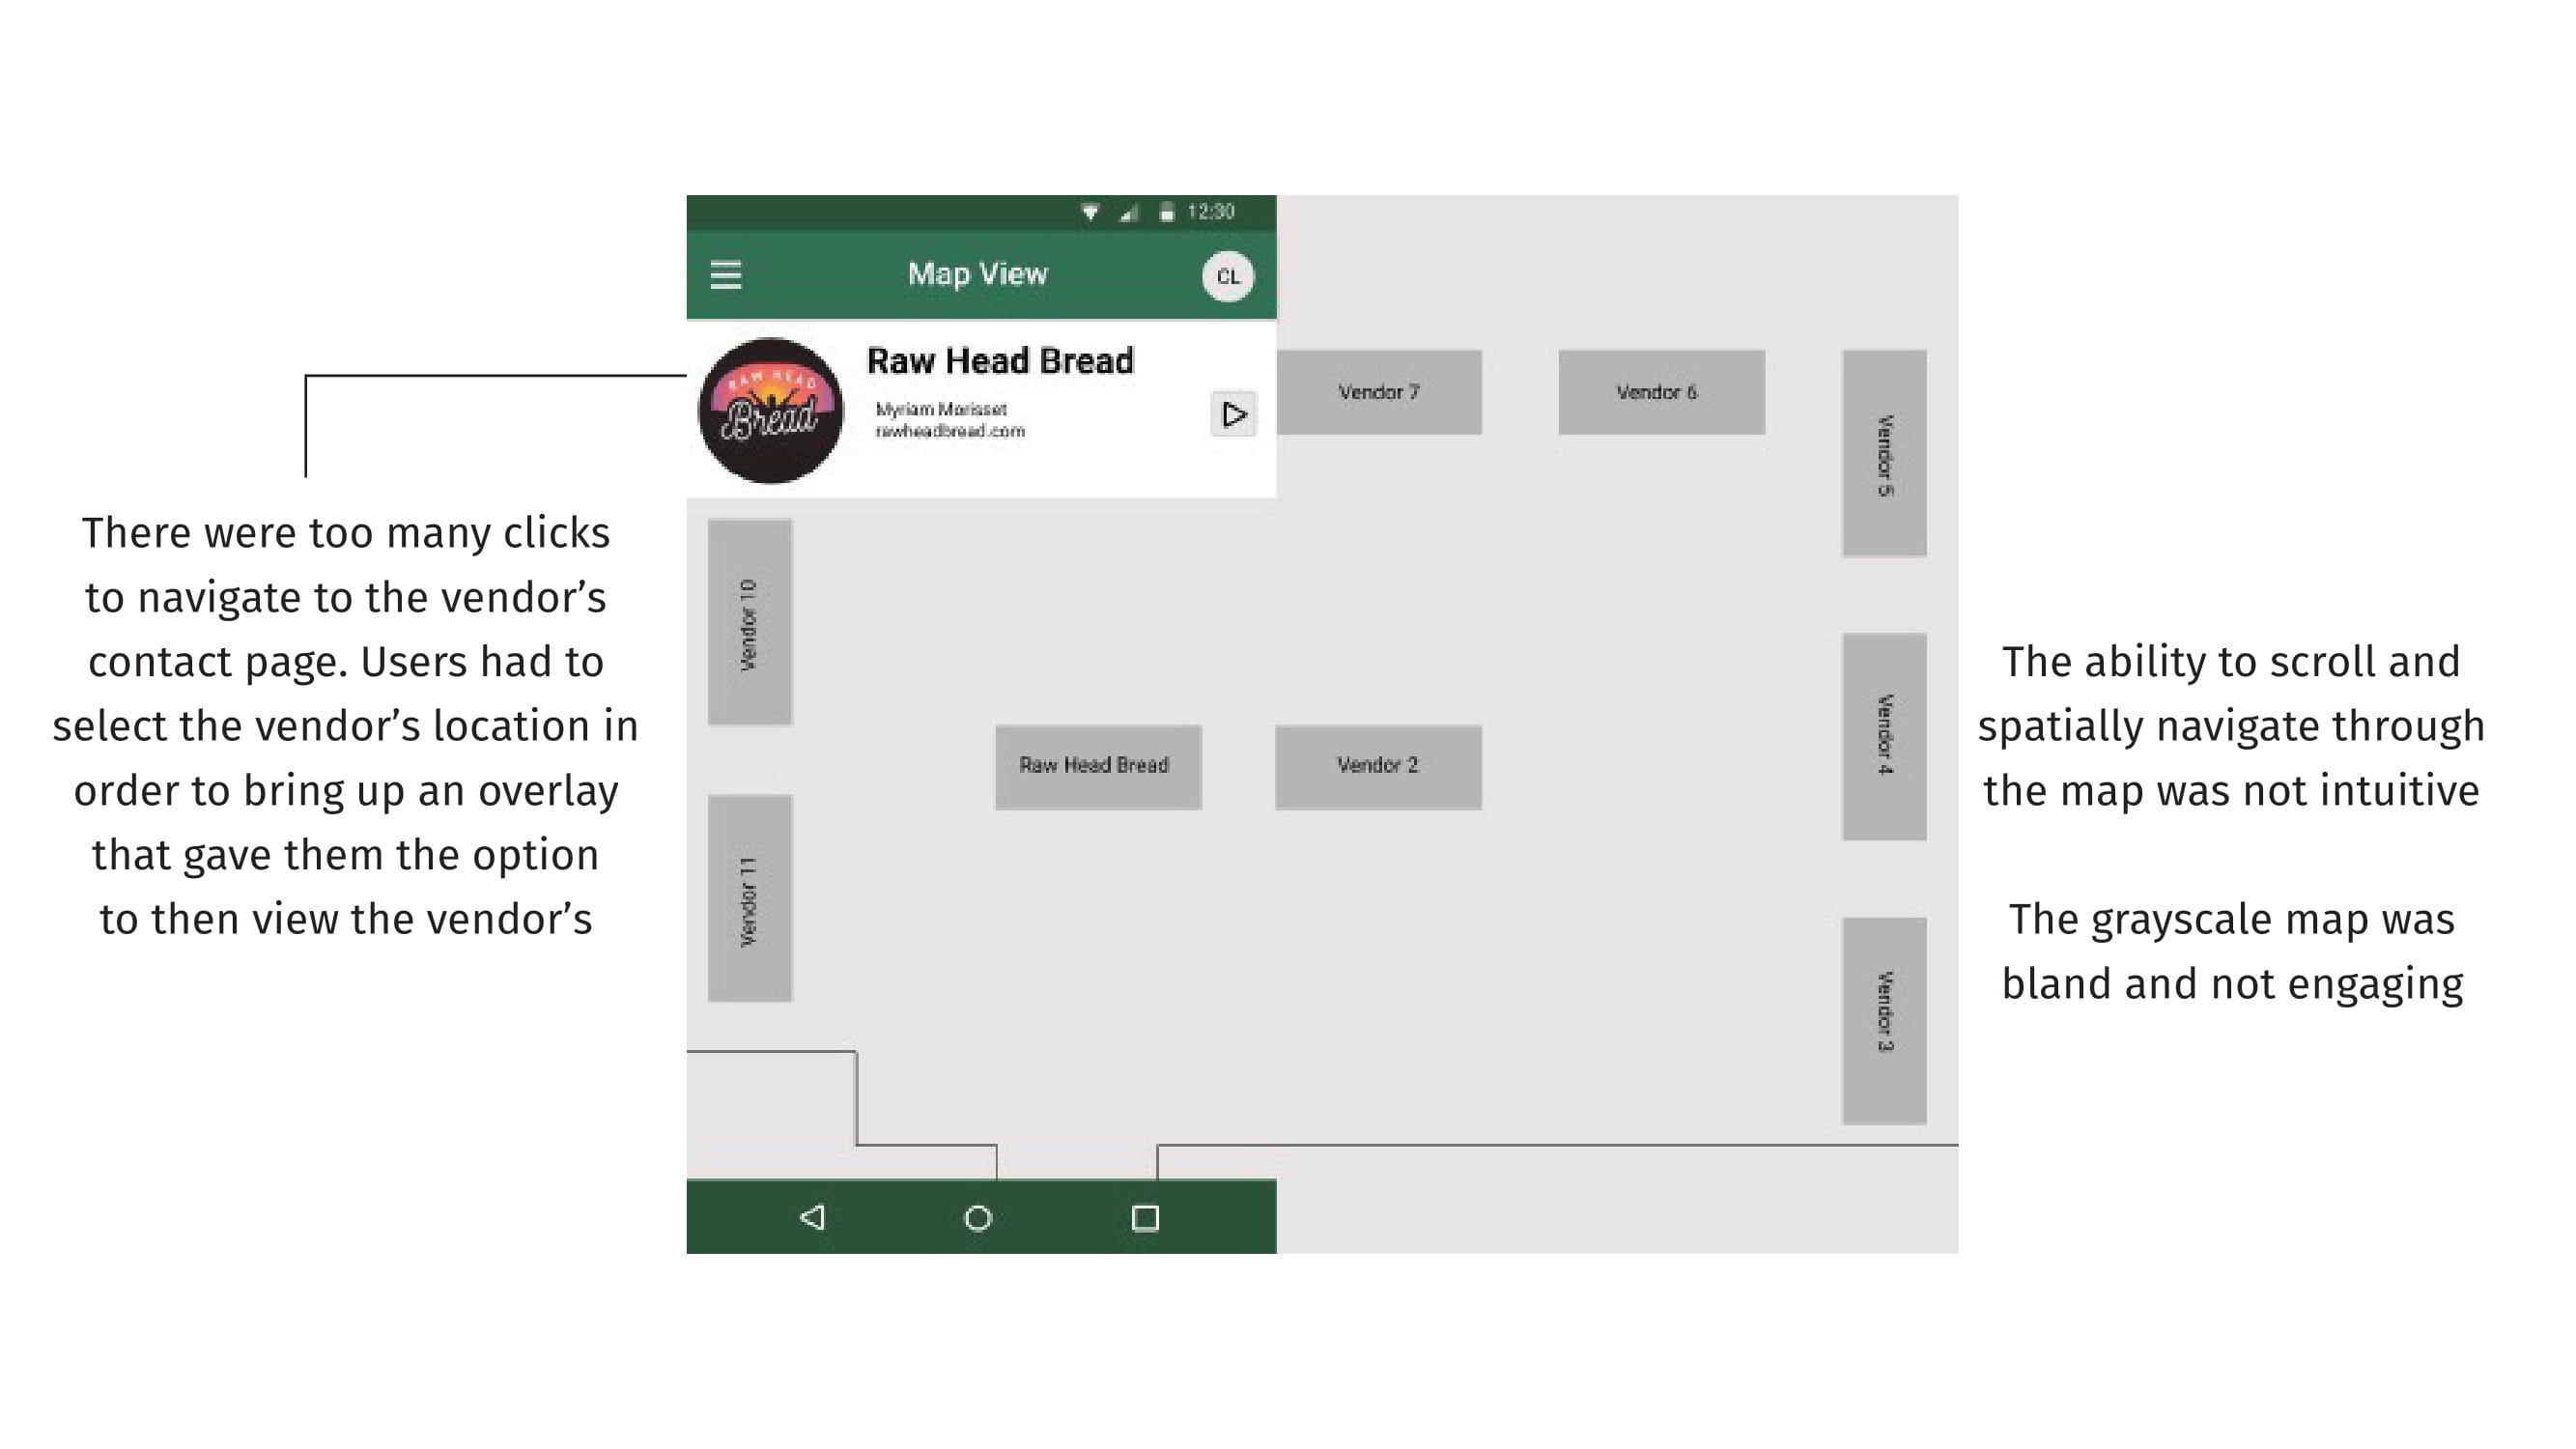 12:30
Map View
CL
RAW HEAD
Bread
Raw Head Bread
Myriam Morisset
rawheadbread.com
Vendor 7
Vendor 6
Vendor 5
Vendor 10
Vendor 4
Raw Head Bread
Vendor 2
Vendor 11
Vendor 3
There were too many clicks
to navigate to the vendor’s
contact page. Users had to
select the vendor’s location in
order to bring up an overlay
that gave them the option
to then view the vendor’s
The ability to scroll and
spatially navigate through
the map was not intuitive
The grayscale map was
bland and not engaging